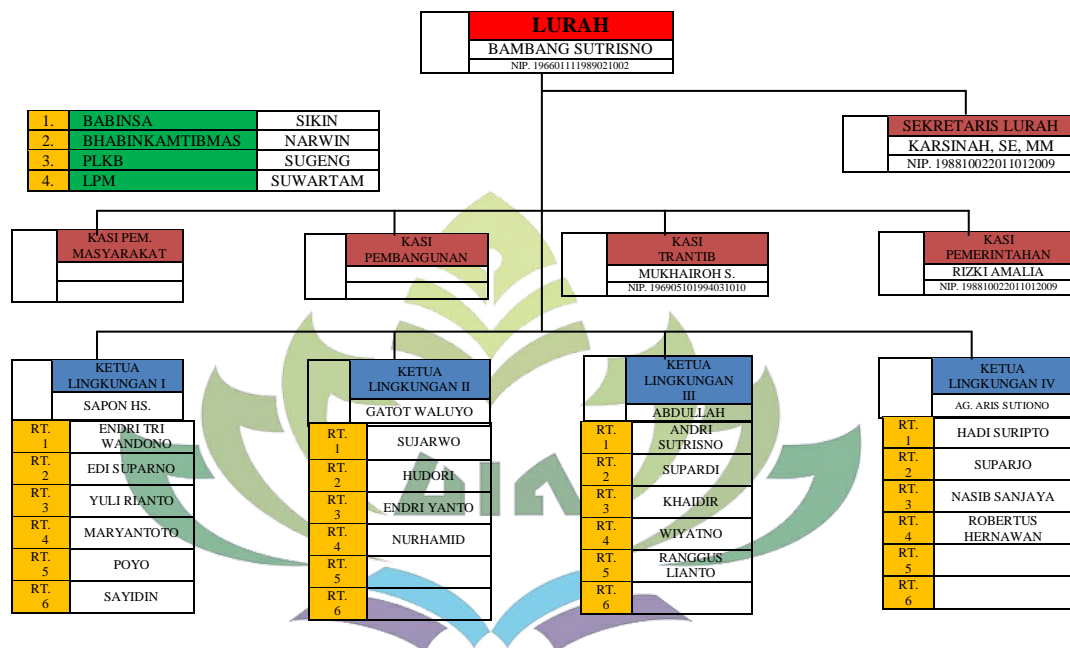 LURAH
BAMBANG SUTRISNO
NIP. 196601111989021002
1. BABINSA SIKIN
2. BHABINKAMTIBMAS NARWIN
3. PLKB SUGENG
4. LPM SUWARTAM
SEKRETARIS LURAH
KARSINAH, SE, MM
NIP. 198810022011012009
KASI PEM.
MASYARAKAT
KASI
PEMBANGUNAN
KASI
TRANTIB
MUKHAIROH S.
NIP. 196905101994031010
KASI
PEMERINTAHAN
RIZKI AMALIA
NIP. 198810022011012009
KETUA
LINGKUNGAN I
SAPON HS.
RT.
1
ENDRI TRI
WANDONO
RT.
2
EDI SUPARNO
RT.
3
YULI RIANTO
RT.
4
MARYANTOTO
RT.
5
POYO
RT.
6
SAYIDIN
KETUA
LINGKUNGAN II
GATOT WALUYO
RT.
1
SUJARWO
RT.
2
HUDORI
RT.
3
ENDRI YANTO
RT.
4
NURHAMID
RT.
5
RT.
6
KETUA
LINGKUNGAN
III
ABDULLAH
RT.
1
ANDRI
SUTRISNO
RT.
2
SUPARDI
RT.
3
KHAIDIR
RT.
4
WIYATNO
RT.
5
RANGGUS
LIANTO
RT.
6
KETUA
LINGKUNGAN IV
AG. ARIS SUTIONO
RT.
1
HADI SURIPTO
RT.
2
SUPARJO
RT.
3
NASIB SANJAYA
RT.
4
ROBERTUS
HERNAWAN
RT.
5
RT.
6